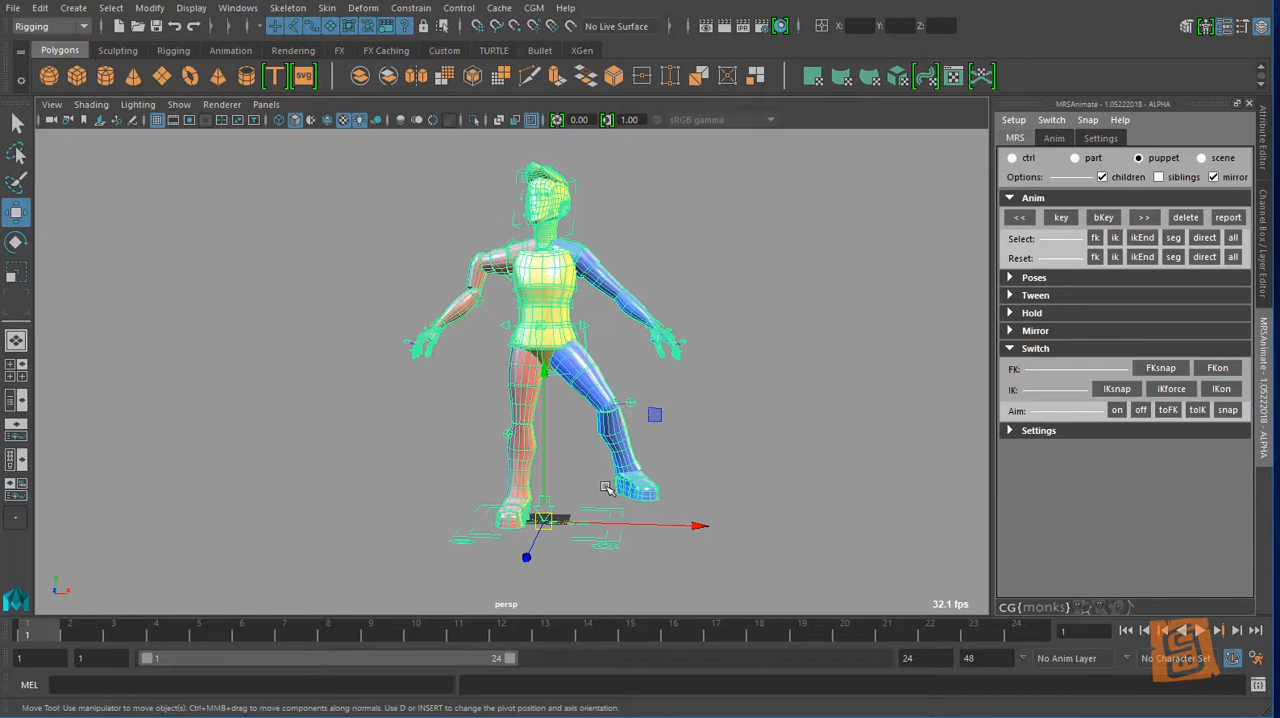 File Edit Create Select Modify Display Windows Skeleton Skin Deform Constrain Control Cache CGM Help
Rigging No Live Surface X: Y: Z:
Polygons Sculpting Rigging Animation Rendering FX FX Caching Custom TURTLE Bullet XGen
T svg
View Shading Lighting Show Renderer Panels
0.00 1.00 sRGB gamma
persp
32.1 fps
MRSAnimate - 1.05222018 - ALPHA
Setup Switch Snap Help
MRS Anim Settings
ctrl part puppet scene
Options: children siblings mirror
Anim
<< key bKey >> delete report
Select: fk ik ikEnd seg direct all
Reset: fk ik ikEnd seg direct all
Poses
Tween
Hold
Mirror
Switch
FK: FKsnap FKon
IK: IKsnap IKforce IKon
Aim: on off toFK toIK snap
Settings
CG{monks}
Attribute Editor
Channel Box / Layer Editor
MRSAnimate - 1.05222018 - ALPHA
1 2 3 4 5 6 7 8 9 10 11 12 13 14 15 16 17 18 19 20 21 22 23 24
1 1
1 1 1 24 24 48 No Anim Layer No Character Set
MEL
Move Tool: Use manipulator to move object(s). Ctrl+MMB+drag to move components along normals. Use D or INSERT to change the pivot position and axis orientation.